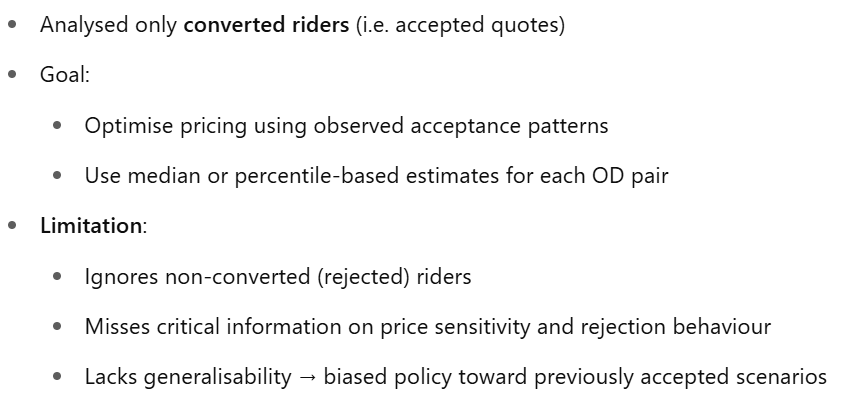 Analysed only converted riders (i.e. accepted quotes)
Goal:
Optimise pricing using observed acceptance patterns
Use median or percentile-based estimates for each OD pair
Limitation:
Ignores non-converted (rejected) riders
Misses critical information on price sensitivity and rejection behaviour
Lacks generalisability → biased policy toward previously accepted scenarios